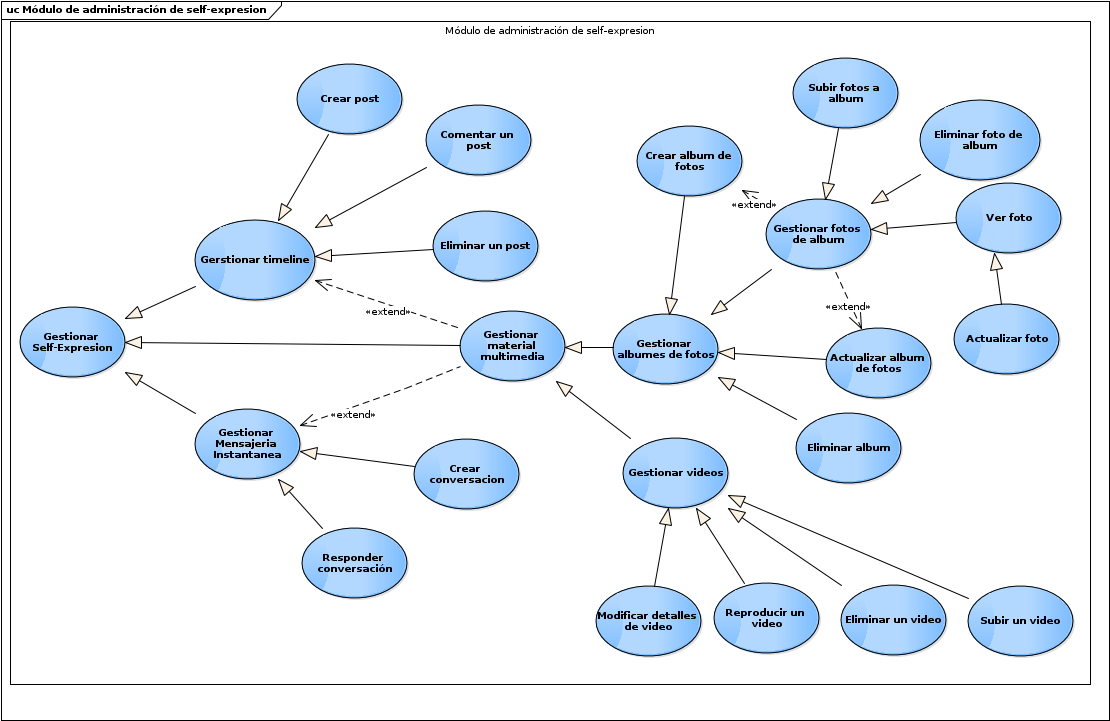 uc Módulo de administración de self-expresion
Módulo de administración de self-expresion
Crear post
Comentar un
post
Eliminar un post
Gerstionar timeline
«extend»
Gestionar
Self-Expresion
Gestionar
material
multimedia
«extend»
Gestionar
Mensajeria
Instantanea
Crear
conversacion
Responder
conversación
Subir fotos a
album
Crear album de
fotos
Eliminar foto de
album
«extend»
Gestionar fotos
de album
Ver foto
«extend»
Gestionar
albumes de fotos
Actualizar album
de fotos
Actualizar foto
Eliminar album
Gestionar videos
Modificar detalles
de video
Reproducir un
video
Eliminar un video
Subir un video